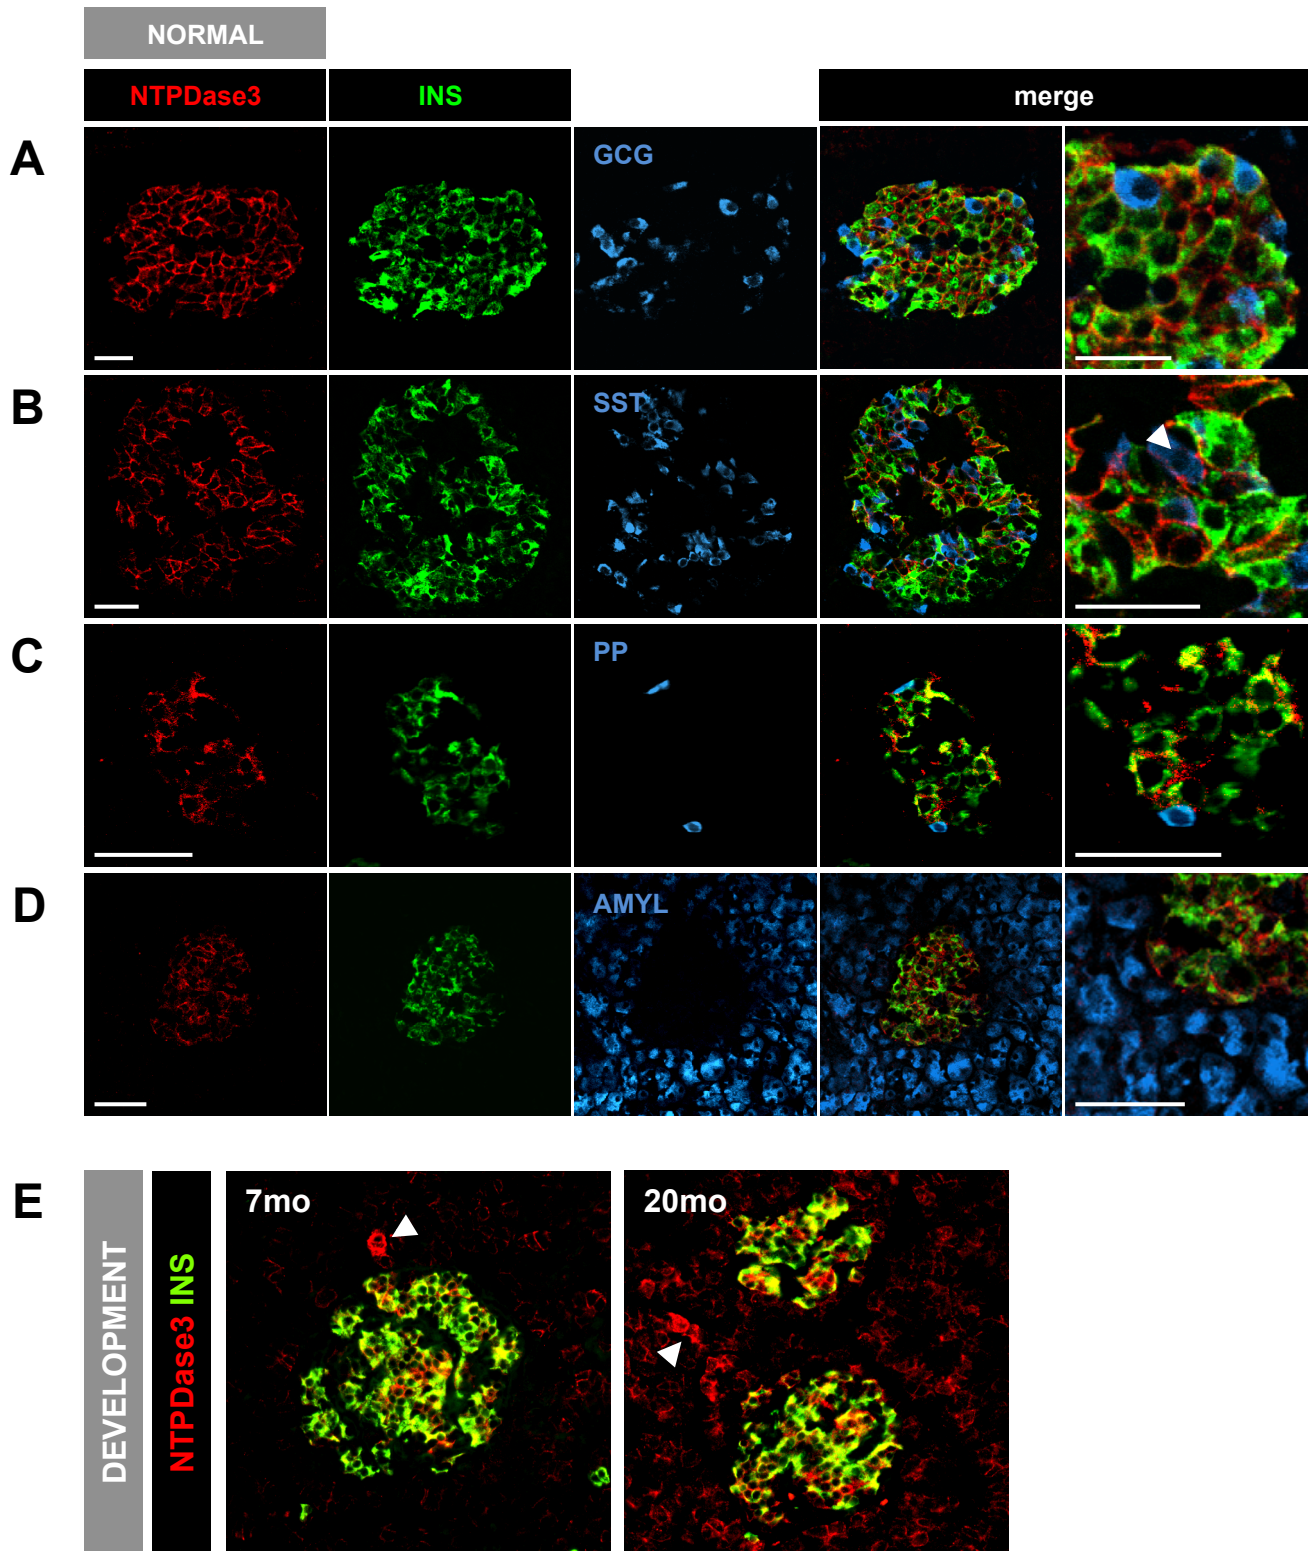 NORMAL
NTPDase3 INS merge
A GCG
B SST
C PP
D AMYL
E DEVELOPMENT NTPDase3 INS 7mo 20mo